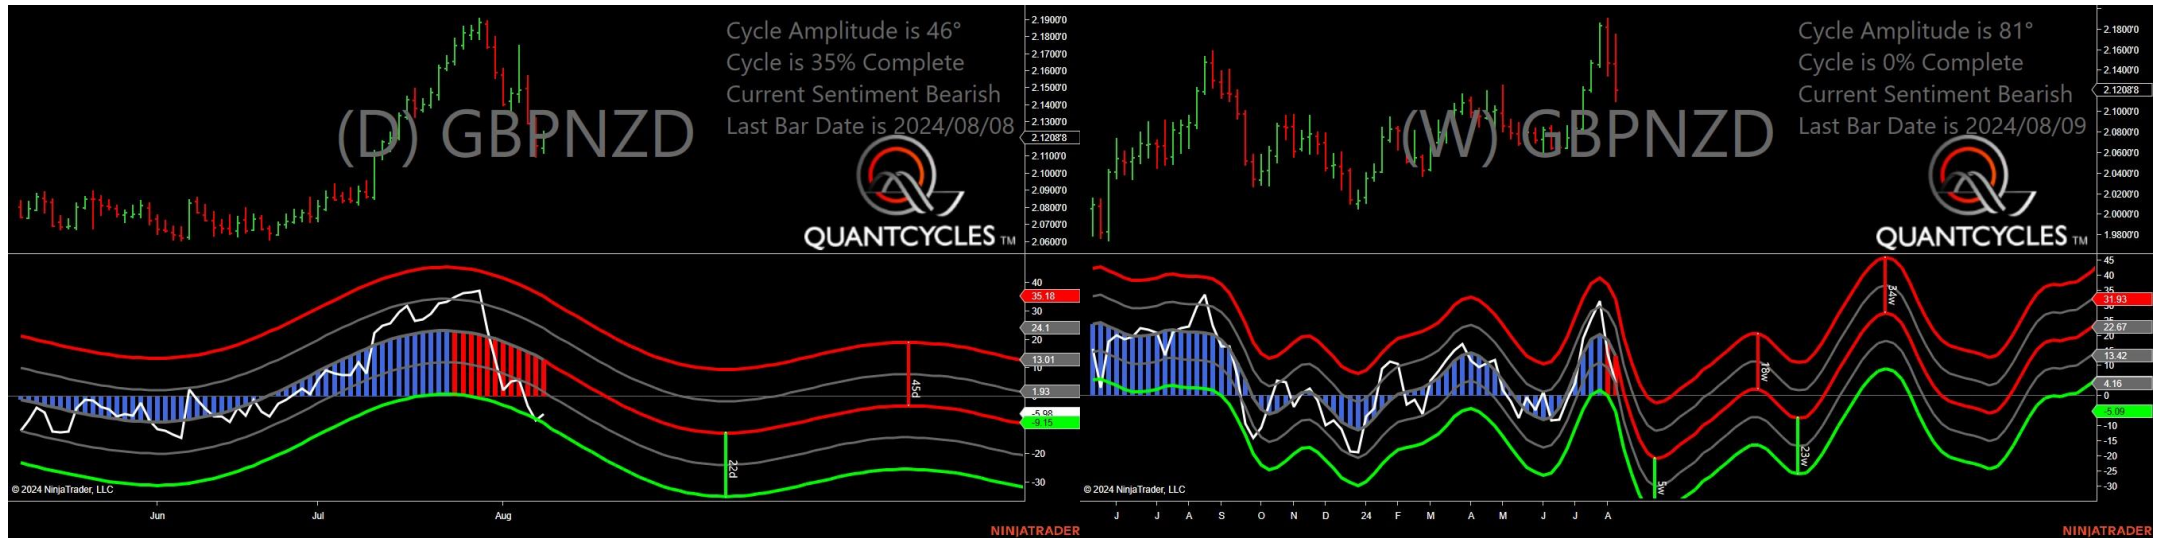 Cycle Amplitude is 46°
Cycle is 35% Complete
Current Sentiment Bearish
Last Bar Date is 2024/08/08
(D) GBPNZD
QUANTCYCLES TM
2.1900'0
2.1800'0
2.1700'0
2.1600'0
2.1500'0
2.1400'0
2.1300'0
2.1208'8
2.1100'0
2.1000'0
2.0900'0
2.0800'0
2.0700'0
2.0600'0
40
35.18
30
24.1
20
13.01
10
1.93
0
-5.98
-9.15
-20
-30
45d
22d
© 2024 NinjaTrader, LLC
Jun
Jul
Aug
NINJATRADER
Cycle Amplitude is 81°
Cycle is 0% Complete
Current Sentiment Bearish
Last Bar Date is 2024/08/09
(W) GBPNZD
QUANTCYCLES TM
2.1800'0
2.1600'0
2.1400'0
2.1208'8
2.1000'0
2.0800'0
2.0600'0
2.0400'0
2.0200'0
2.0000'0
1.9800'0
45
40
35
31.93
22.67
20
13.42
4.16
0
-5.09
-10
-15
-20
-25
-30
34w
18w
23w
5w
© 2024 NinjaTrader, LLC
J
J
A
S
O
N
D
24
F
M
A
M
J
J
A
NINJATRADER